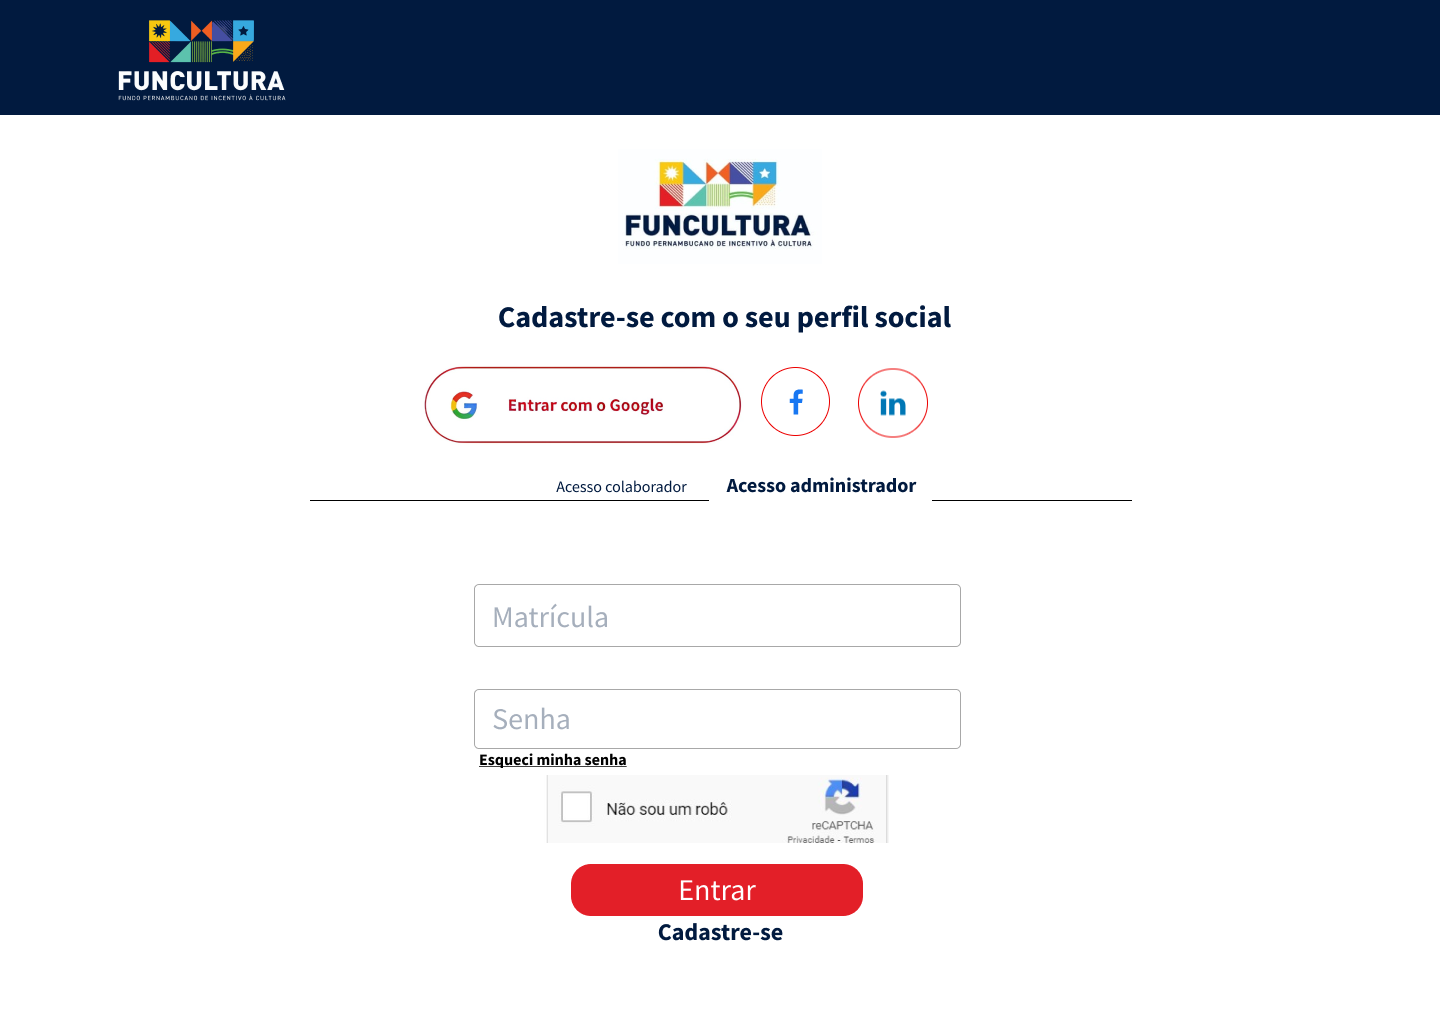 FUNCULTURA
FUNDO PERNAMBUCANO DE INCENTIVO À CULTURA
FUNCULTURA
FUNDO PERNAMBUCANO DE INCENTIVO À CULTURA
Cadastre-se com o seu perfil social
Entrar com o Google
f
in
Acesso colaborador Acesso administrador
Matrícula
Senha
Esqueci minha senha
Não sou um robô
reCAPTCHA
Privacidade - Termos
Entrar
Cadastre-se